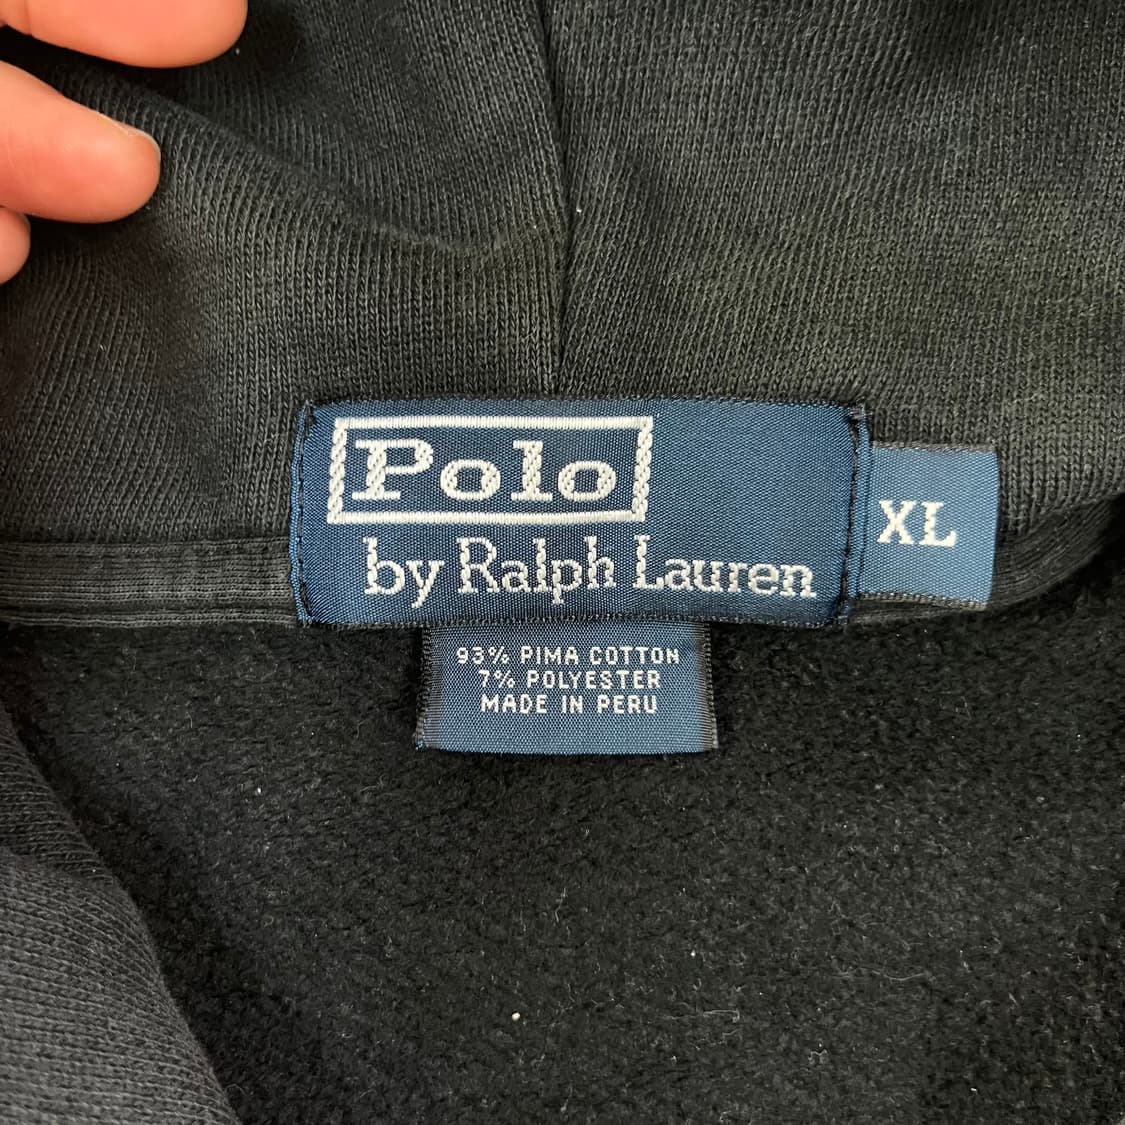 Polo
by Ralph Lauren
XL
93% PIMA COTTON
7% POLYESTER
MADE IN PERU